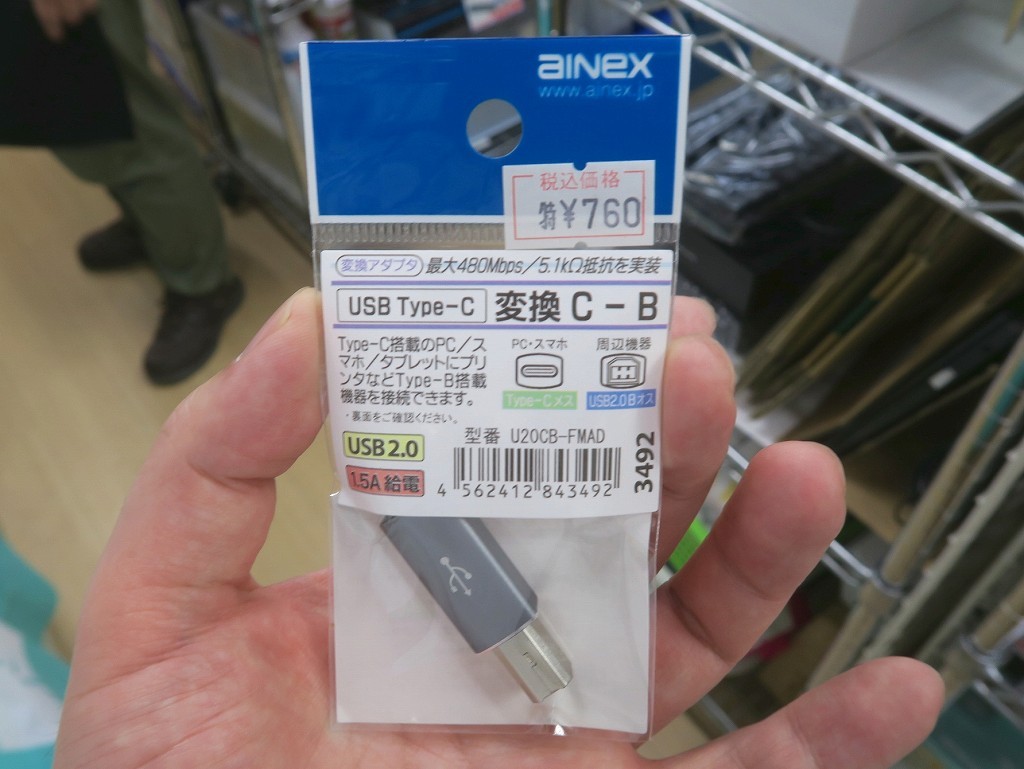 AINEX
www.ainex.jp
税込価格
特¥760
変換アダプタ 最大480Mbps/5.1kΩ抵抗を実装
USB Type-C 変換 C-B
Type-C搭載のPC/ス
マホ/タブレットにプリ
ンタなどType-B搭載
機器を接続できます。
・裏面をご確認ください。
PC・スマホ 周辺機器
Type-Cメス USB2.0 Bオス
USB2.0
1.5A 給電
型番 U20CB-FMAD
4 562412 843492
3492